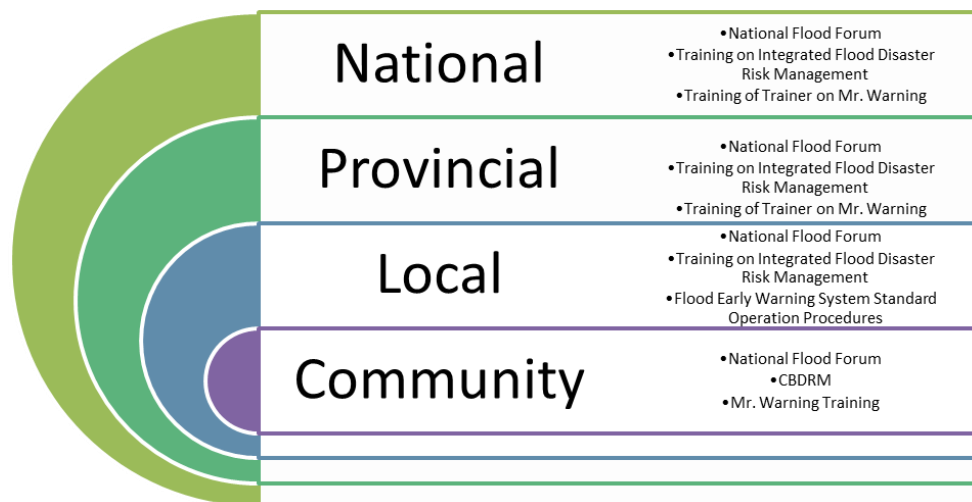 National
•National Flood Forum
•Training on Integrated Flood Disaster
Risk Management
•Training of Trainer on Mr. Warning
Provincial
•National Flood Forum
•Training on Integrated Flood Disaster
Risk Management
•Training of Trainer on Mr. Warning
Local
•National Flood Forum
•Training on Integrated Flood Disaster
Risk Management
•Flood Early Warning System Standard
Operation Procedures
Community
•National Flood Forum
•CBDRM
•Mr. Warning Training